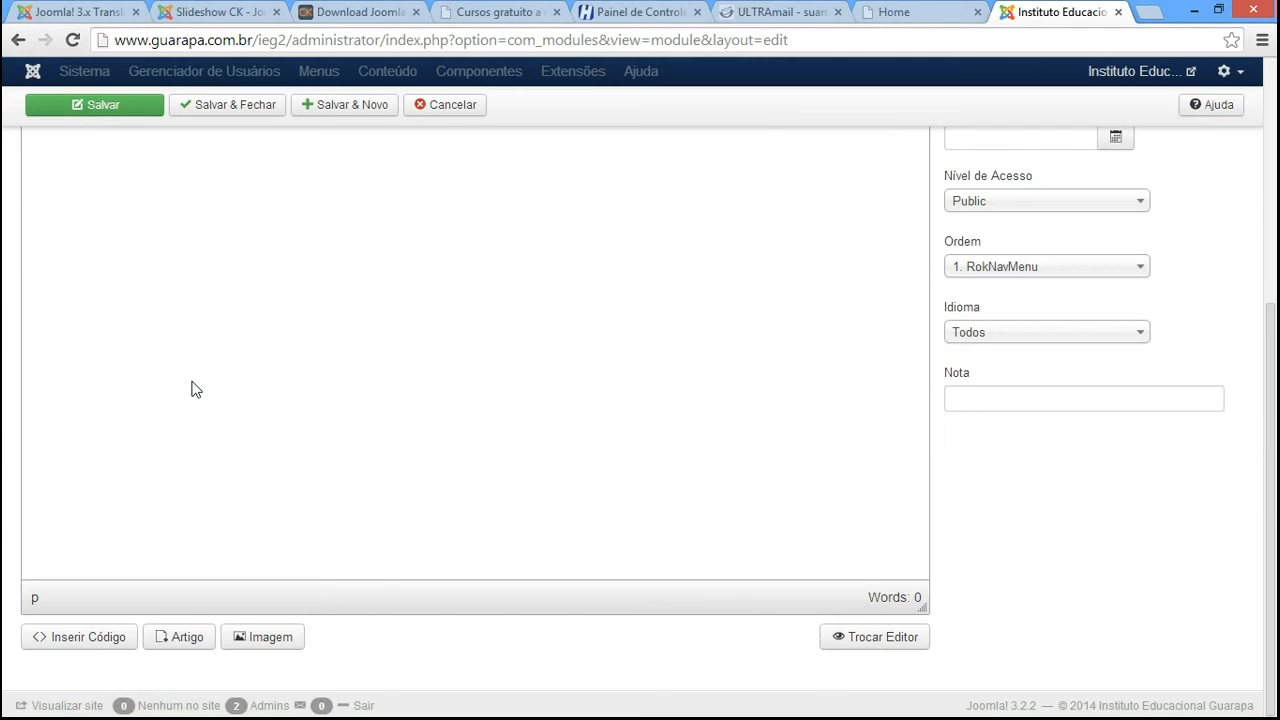 Joomla! 3.x Transl
Slideshow CK - Jo
Download Joomla
Cursos gratuito a
Painel de Controle
ULTRAmail - suan
Home
Instituto Educacio
www.guarapa.com.br/ieg2/administrator/index.php?option=com_modules&view=module&layout=edit
Sistema Gerenciador de Usuários Menus Conteúdo Componentes Extensões Ajuda Instituto Educ...
Salvar Salvar & Fechar Salvar & Novo Cancelar Ajuda
Nível de Acesso
Public
Ordem
1. RokNavMenu
Idioma
Todos
Nota
p Words: 0
Inserir Código Artigo Imagem Trocar Editor
Visualizar site 0 Nenhum no site 2 Admins 0 Sair Joomla! 3.2.2 — © 2014 Instituto Educacional Guarapa